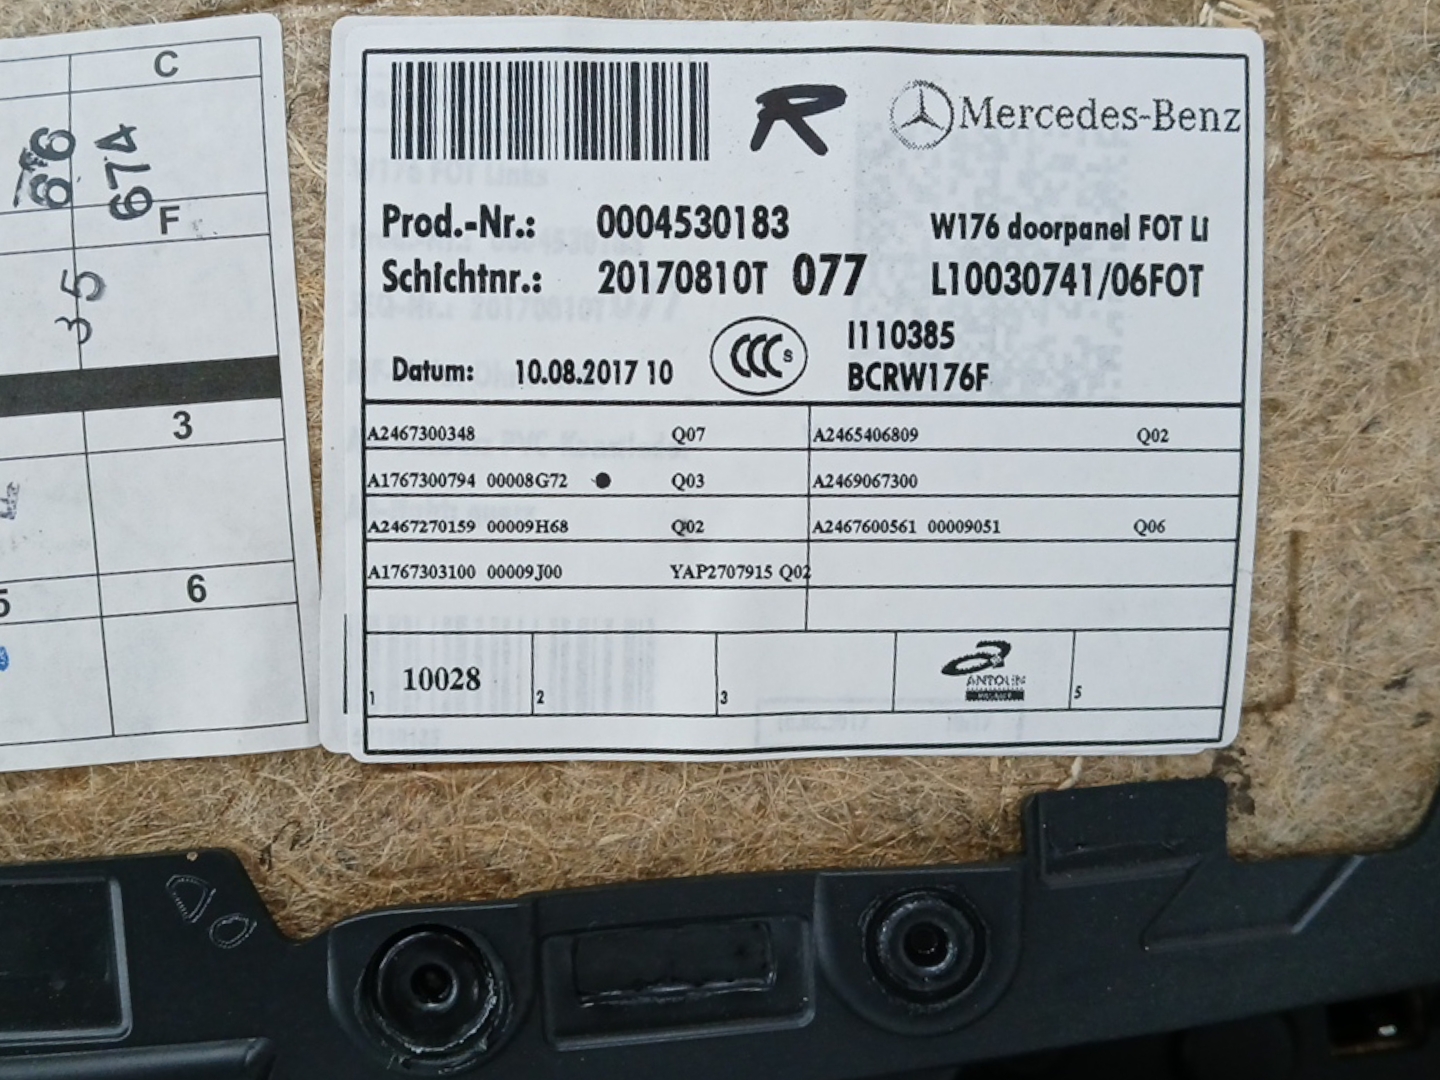 C
66
674
F
35
3
5
6
R
Mercedes-Benz
Prod.-Nr.: 0004530183 W176 doorpanel FOT Li
Schichtnr.: 20170810T 077 L10030741/06FOT
CCC S I110385
Datum: 10.08.2017 10 BCRW176F
A2467300348 Q07 A2465406809 Q02
A1767300794 00008G72 ● Q03 A2469067300
A2467270159 00009H68 Q02 A2467600561 00009051 Q06
A1767303100 00009J00 YAP2707915 Q02
1 10028 2 3 ANTOLIN 5